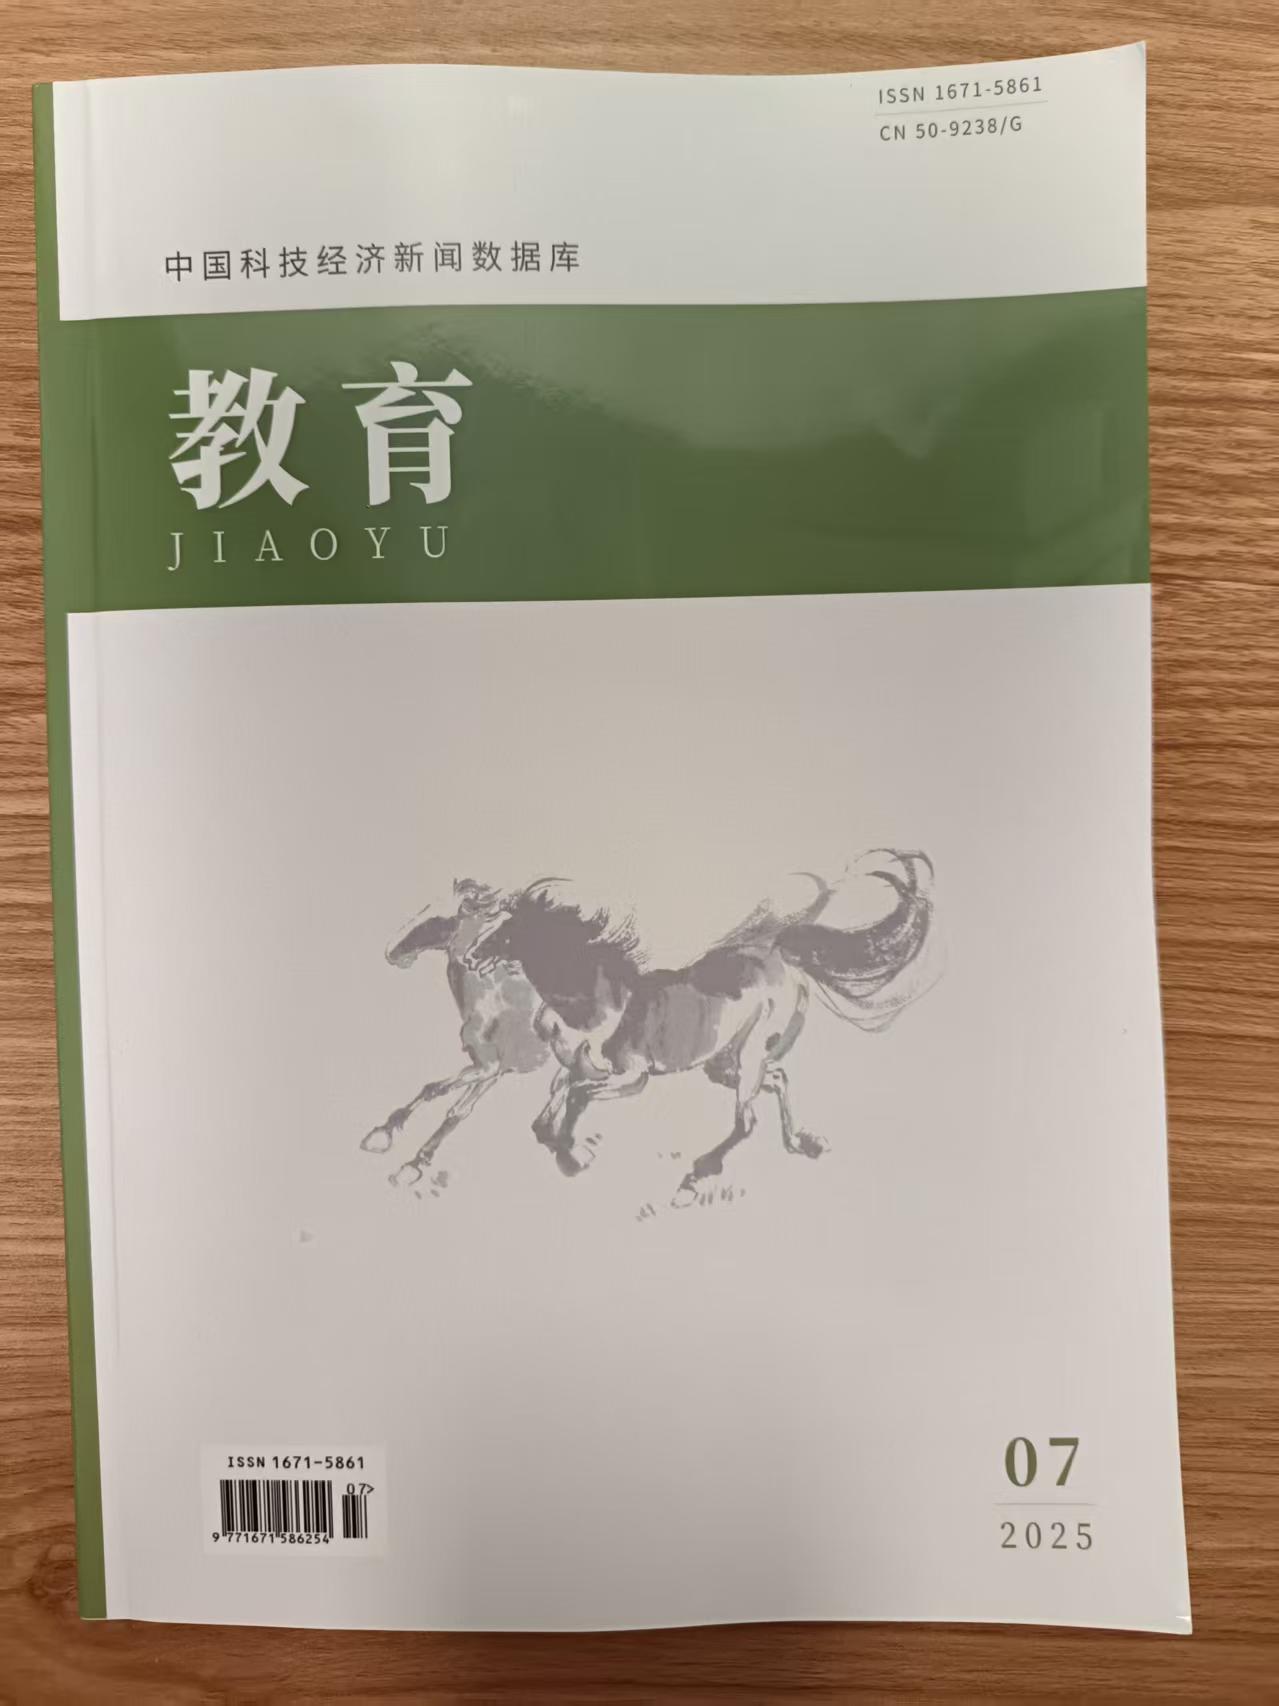 ISSN 1671-5861
CN 50-9238/G
中国科技经济新闻数据库
教育
JIAOYU
ISSN 1671-5861
07>
9 771671 586254
07
2025